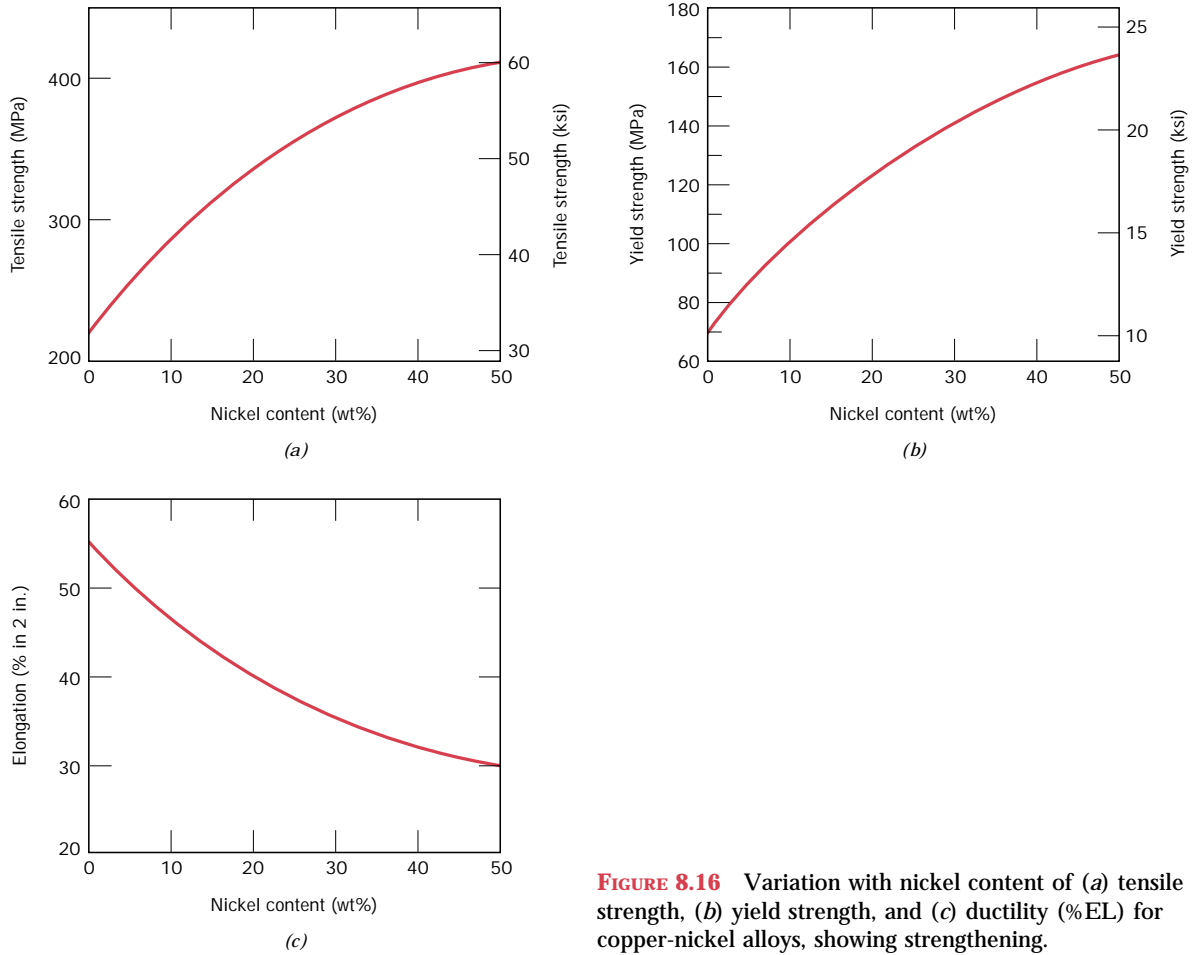 Tensile strength (MPa)
400
300
200
60
50
40
30
Tensile strength (ksi)
0 10 20 30 40 50
Nickel content (wt%)
(a)
Yield strength (MPa)
180
160
140
120
100
80
60
25
20
15
10
Yield strength (ksi)
0 10 20 30 40 50
Nickel content (wt%)
(b)
Elongation (% in 2 in.)
60
50
40
30
20
0 10 20 30 40 50
Nickel content (wt%)
(c)
FIGURE 8.16 Variation with nickel content of (a) tensile
strength, (b) yield strength, and (c) ductility (%EL) for
copper-nickel alloys, showing strengthening.